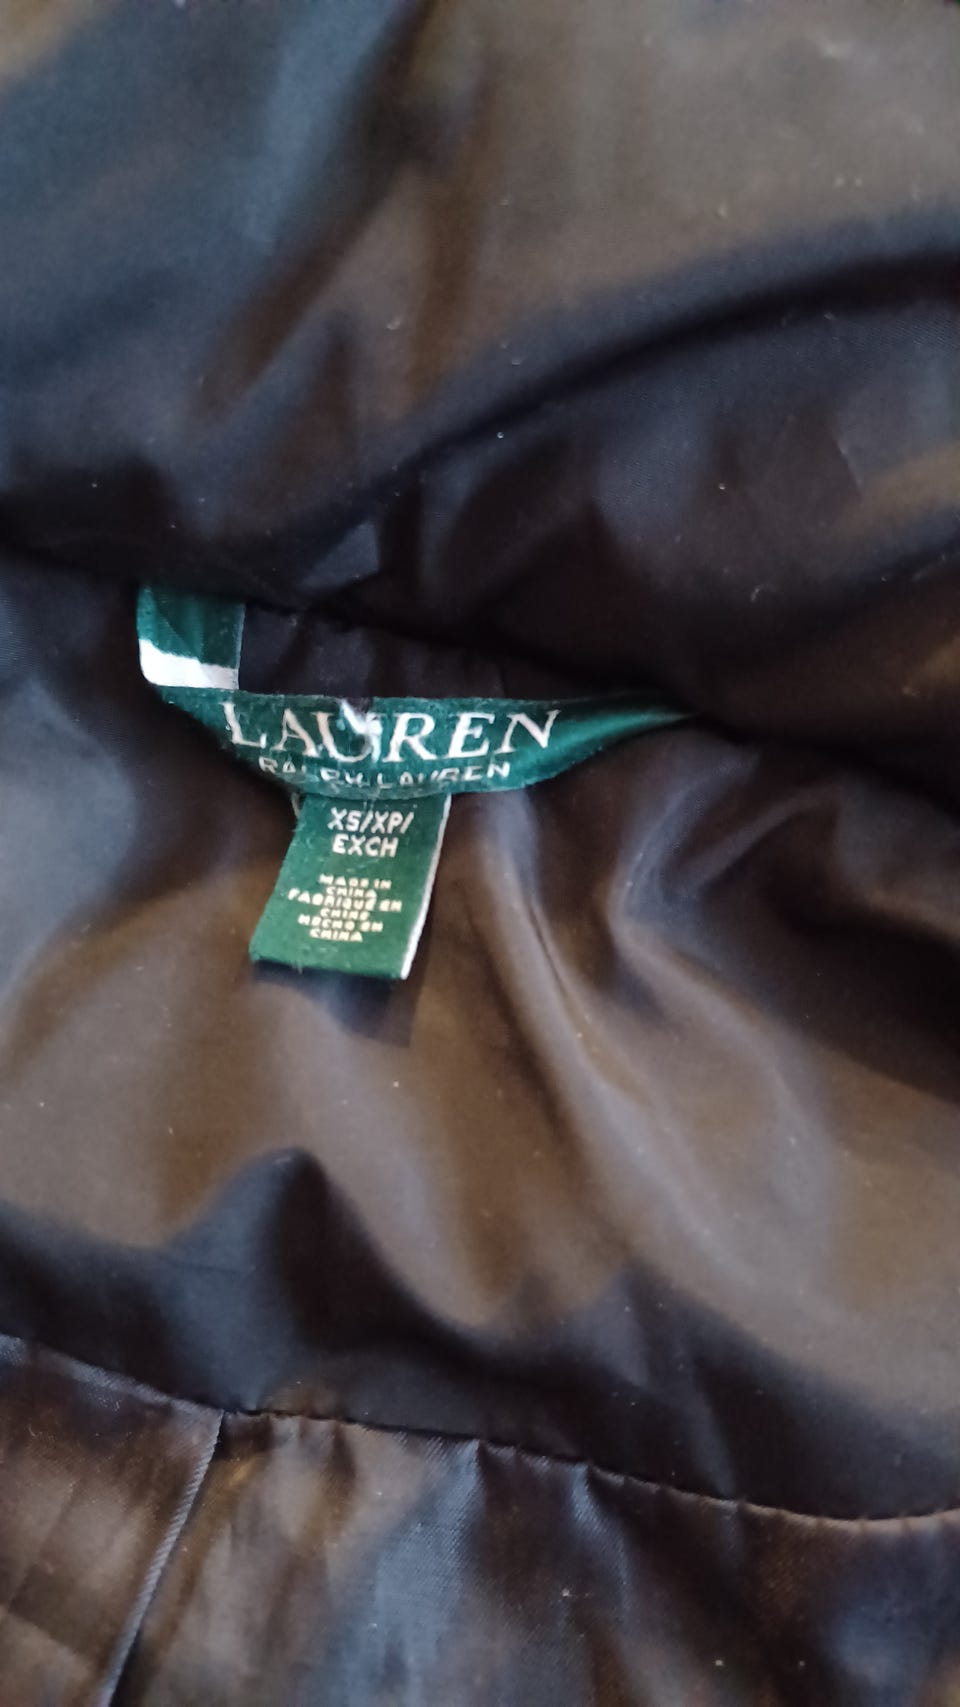 LAUREN
RALPH LAUREN
XS/XP/
EXCH
MADE IN
CHINA
FABRIQUÉ EN
CHINE
HECHO EN
CHINA